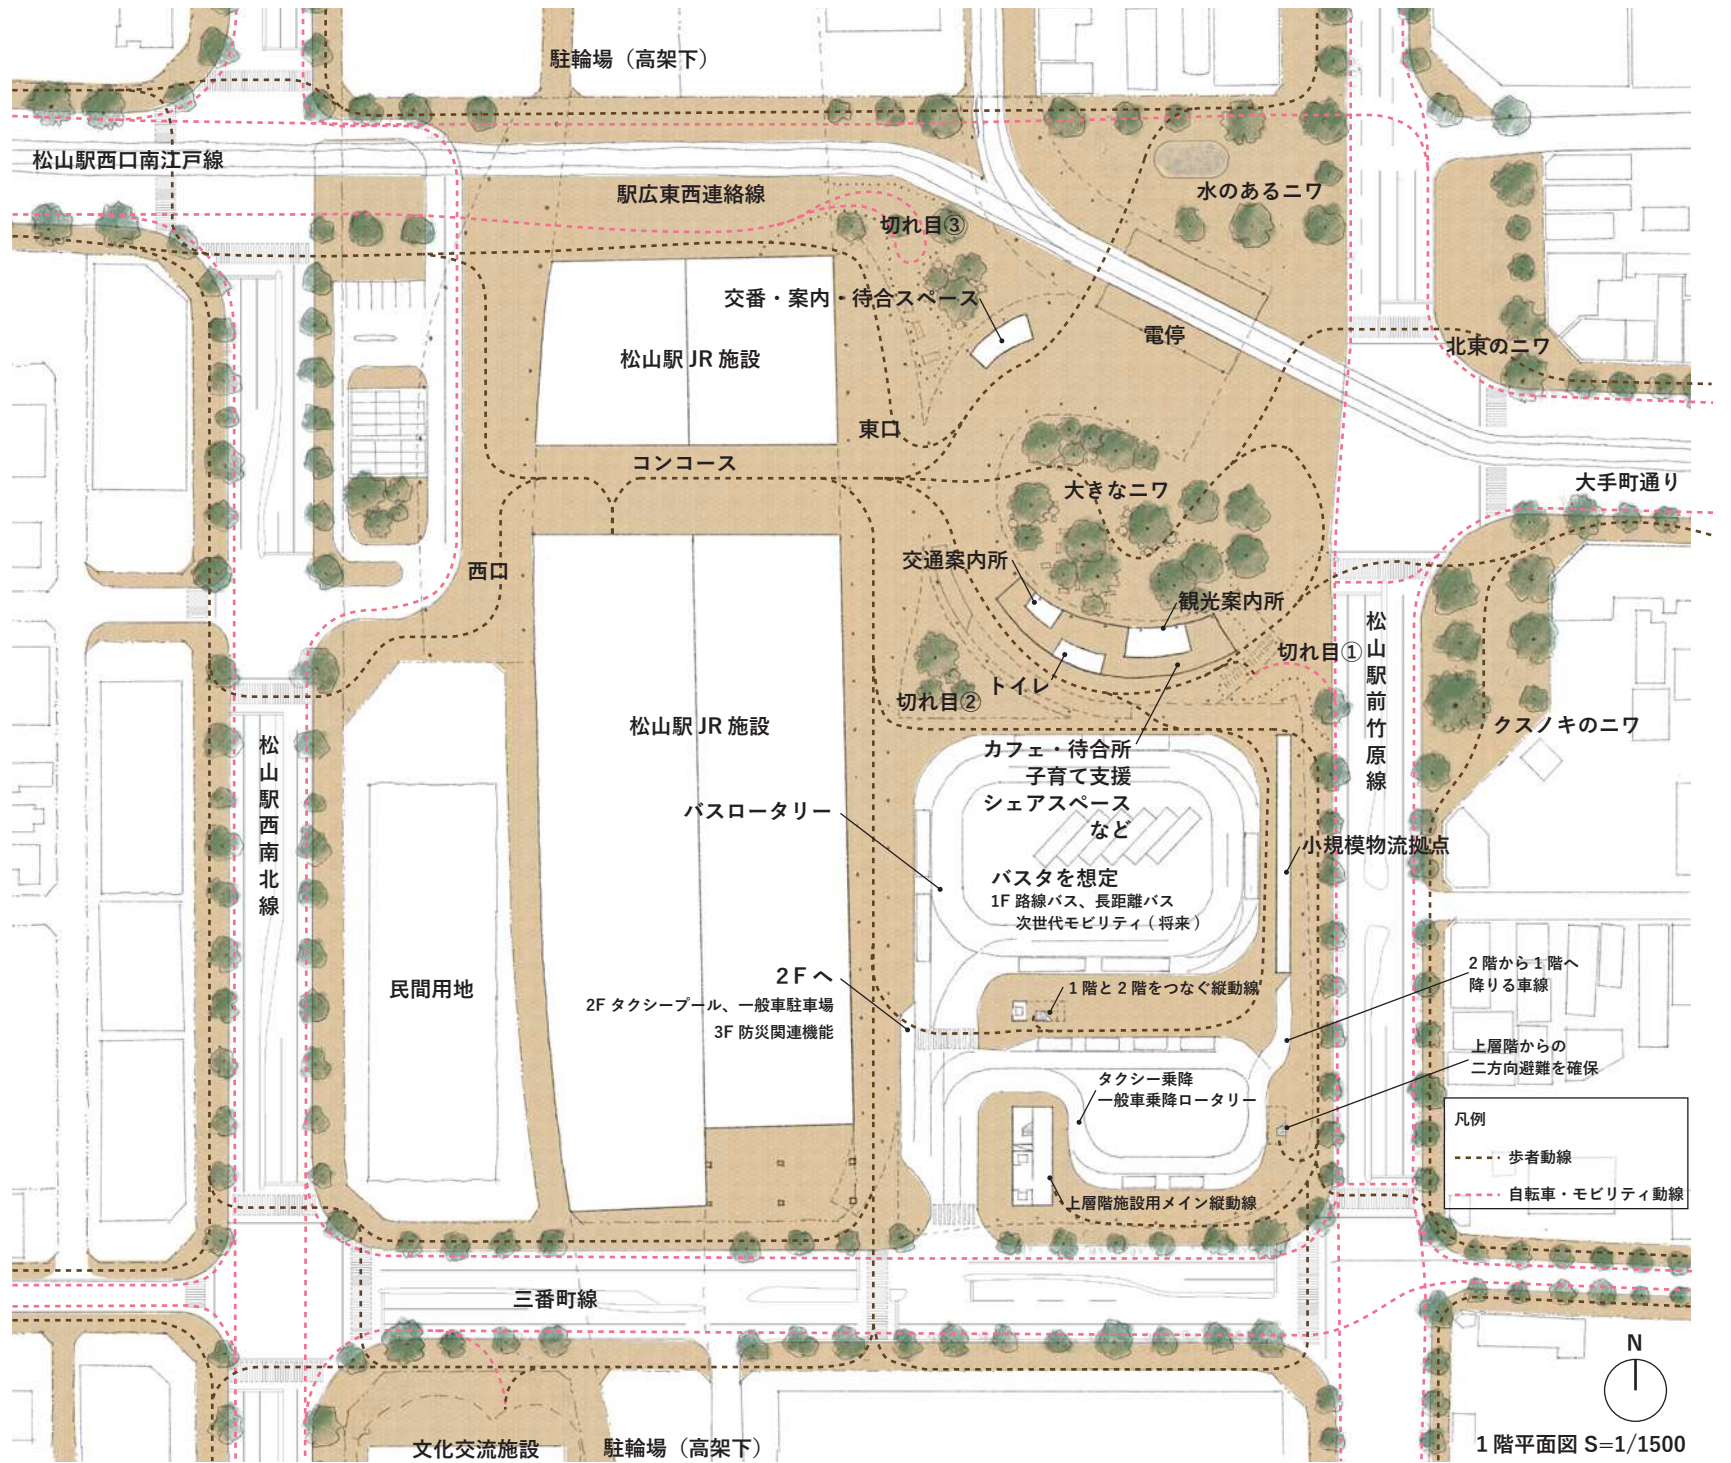 駐輪場（高架下）
松山駅西口南江戸線
駅広東西連絡線
水のあるニワ
切れ目③
交番・案内・待合スペース
電停
北東のニワ
松山駅 JR 施設
東口
コンコース
大きなニワ
大手町通り
交通案内所
西口
観光案内所
切れ目①
松山駅前竹原線
トイレ
切れ目②
クスノキのニワ
松山駅 JR 施設
松山駅西南北線
カフェ・待合所
子育て支援
シェアスペース
など
バスロータリー
小規模物流拠点
バスタを想定
1F 路線バス、長距離バス
次世代モビリティ ( 将来 )
2 F へ
2F タクシープール、一般車駐車場
3F 防災関連機能
民間用地
1 階と 2 階をつなぐ縦動線
2 階から 1 階へ
降りる車線
上層階からの
二方向避難を確保
タクシー乗降
一般車乗降ロータリー
凡例
歩者動線
自転車・モビリティ動線
上層階施設用メイン縦動線
三番町線
N
文化交流施設
駐輪場（高架下）
1 階平面図 S=1/1500